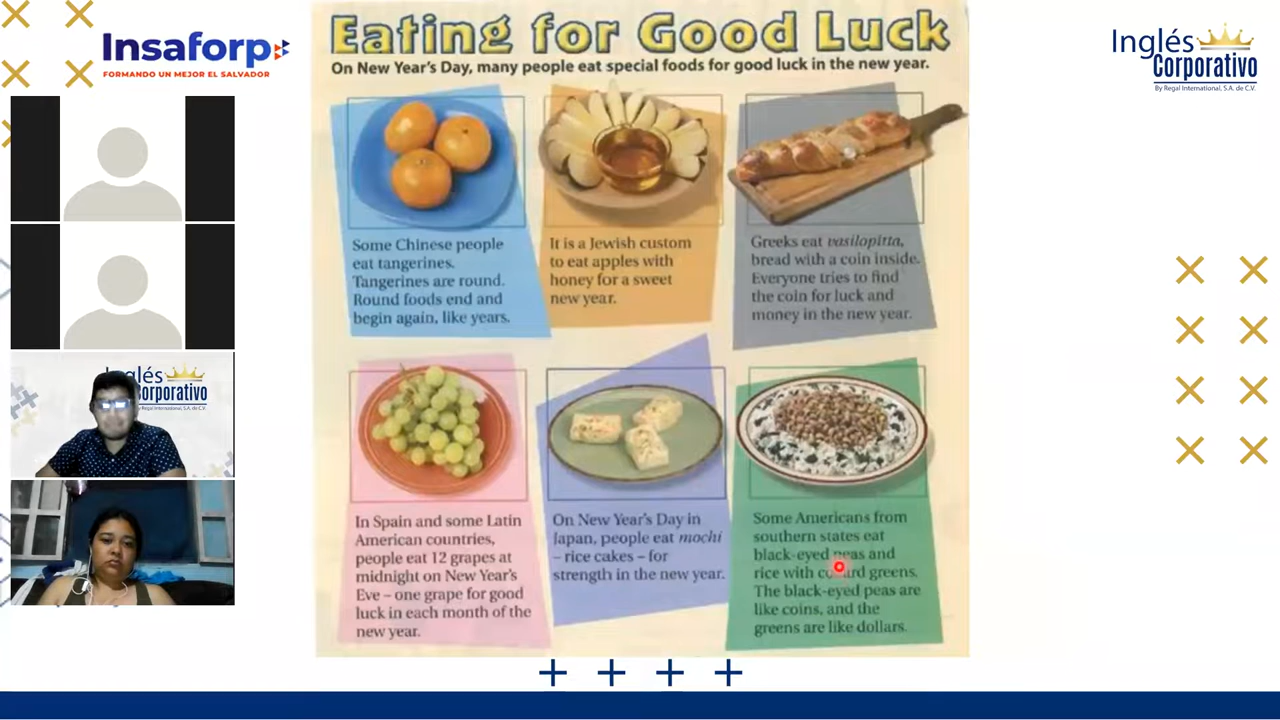 Insaforp
FORMANDO UN MEJOR EL SALVADOR
Inglés
Corporativo
By Regal International, S.A. de C.V.
Eating for Good Luck
On New Year's Day, many people eat special foods for good luck in the new year.
Some Chinese people
eat tangerines.
Tangerines are round.
Round foods end and
begin again, like years.
It is a Jewish custom
to eat apples with
honey for a sweet
new year.
Greeks eat vasilopitta,
bread with a coin inside.
Everyone tries to find
the coin for luck and
money in the new year.
In Spain and some Latin
American countries,
people eat 12 grapes at
midnight on New Year's
Eve – one grape for good
luck in each month of the
new year.
On New Year's Day in
Japan, people eat mochi
– rice cakes – for
strength in the new year.
Some Americans from
southern states eat
black-eyed peas and
rice with collard greens.
The black-eyed peas are
like coins, and the
greens are like dollars.
Inglés
orporativo